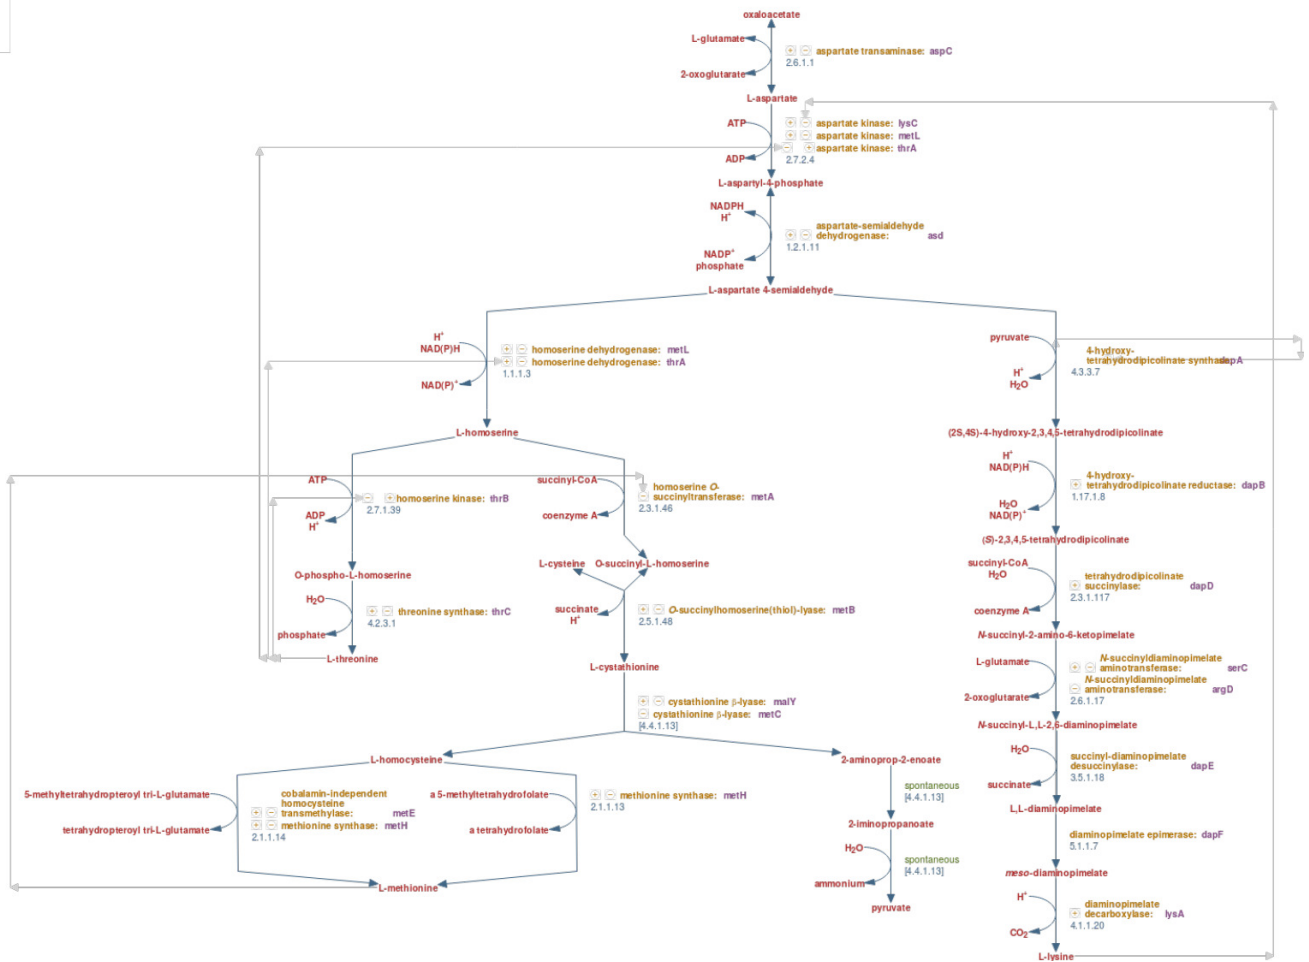 oxaloacetate
L-glutamate
aspartate transaminase: aspC
2.6.1.1
2-oxoglutarate
L-aspartate
ATP
aspartate kinase: lysC
aspartate kinase: metL
aspartate kinase: thrA
ADP
2.7.2.4
L-aspartyl-4-phosphate
NADPH
H⁺
aspartate-semialdehyde
dehydrogenase: asd
1.2.1.11
NADP⁺
phosphate
L-aspartate 4-semialdehyde
H⁺
NAD(P)H
homoserine dehydrogenase: metL
homoserine dehydrogenase: thrA
1.1.1.3
NAD(P)⁺
L-homoserine
ATP
homoserine kinase: thrB
2.7.1.39
ADP
H⁺
O-phospho-L-homoserine
H₂O
threonine synthase: thrC
4.2.3.1
phosphate
L-threonine
succinyl-CoA
homoserine O-
succinyltransferase: metA
2.3.1.46
coenzyme A
L-cysteine
O-succinyl-L-homoserine
succinate
H⁺
O-succinylhomoserine(thiol)-lyase: metB
2.5.1.48
L-cystathionine
cystathionine β-lyase: malY
cystathionine β-lyase: metC
[4.4.1.13]
L-homocysteine
5-methyltetrahydropteroyl tri-L-glutamate
cobalamin-independent
homocysteine
transmethylase: metE
methionine synthase: metH
2.1.1.14
tetrahydropteroyl tri-L-glutamate
a 5-methyltetrahydrofolate
methionine synthase: metH
2.1.1.13
a tetrahydrofolate
L-methionine
2-aminoprop-2-enoate
spontaneous
[4.4.1.13]
2-iminopropanoate
H₂O
spontaneous
[4.4.1.13]
ammonium
pyruvate
pyruvate
4-hydroxy-
tetrahydrodipicolinate synthase: dapA
4.3.3.7
H⁺
H₂O
(2S,4S)-4-hydroxy-2,3,4,5-tetrahydrodipicolinate
H⁺
NAD(P)H
4-hydroxy-
tetrahydrodipicolinate reductase: dapB
1.17.1.8
H₂O
NAD(P)⁺
(S)-2,3,4,5-tetrahydrodipicolinate
succinyl-CoA
H₂O
tetrahydrodipicolinate
succinylase: dapD
2.3.1.117
coenzyme A
N-succinyl-2-amino-6-ketopimelate
L-glutamate
N-succinyldiaminopimelate
aminotransferase: serC
N-succinyldiaminopimelate
aminotransferase: argD
2.6.1.17
2-oxoglutarate
N-succinyl-L,L-2,6-diaminopimelate
H₂O
succinyl-diaminopimelate
desuccinylase: dapE
3.5.1.18
succinate
L,L-diaminopimelate
diaminopimelate epimerase: dapF
5.1.1.7
meso-diaminopimelate
H⁺
diaminopimelate
decarboxylase: lysA
4.1.1.20
CO₂
L-lysine